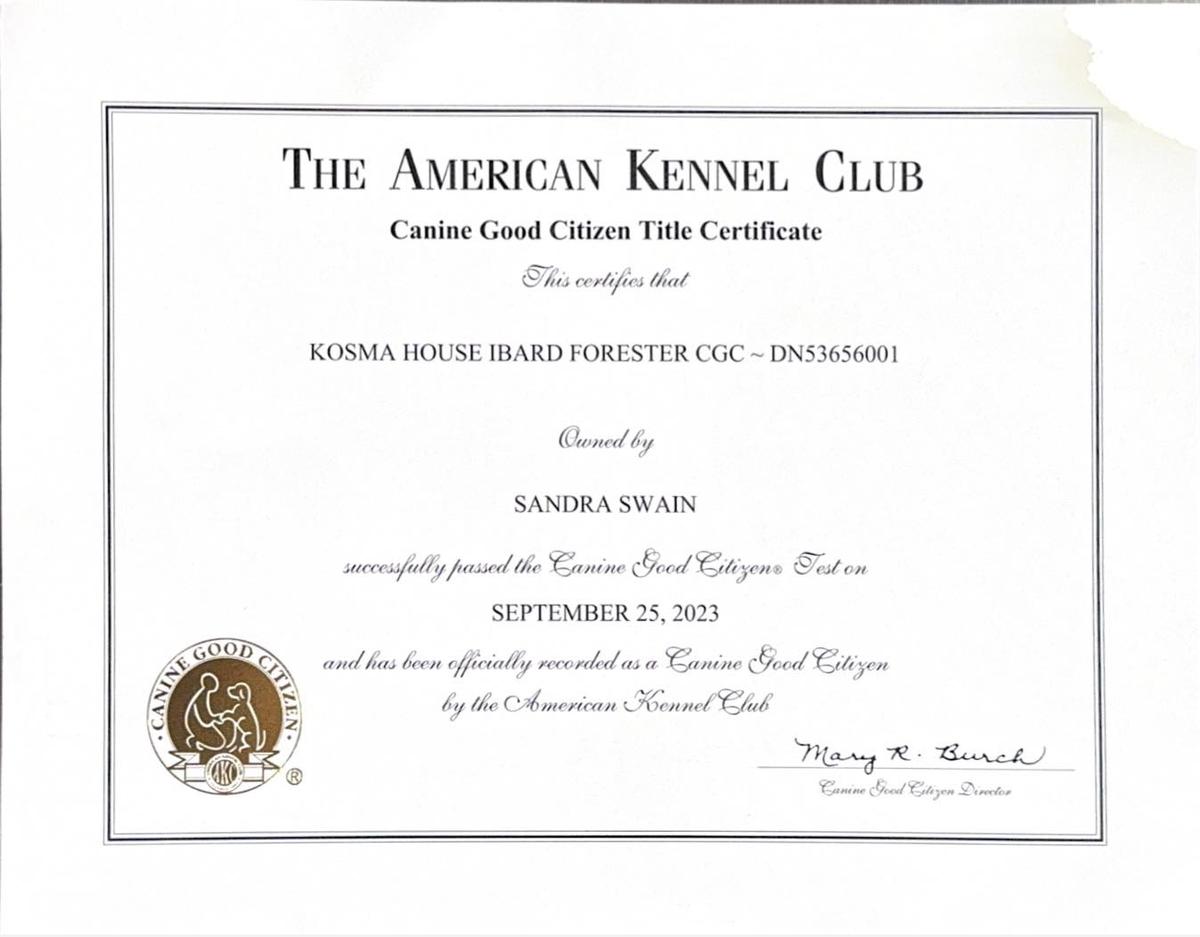 THE AMERICAN KENNEL CLUB
Canine Good Citizen Title Certificate
This certifies that
KOSMA HOUSE IBARD FORESTER CGC ~ DN53656001
Owned by
SANDRA SWAIN
successfully passed the Canine Good Citizen® Test on
SEPTEMBER 25, 2023
and has been officially recorded as a Canine Good Citizen
by the American Kennel Club
· CANINE GOOD CITIZEN ·
AKC
®
Mary R. Burch
Canine Good Citizen Director